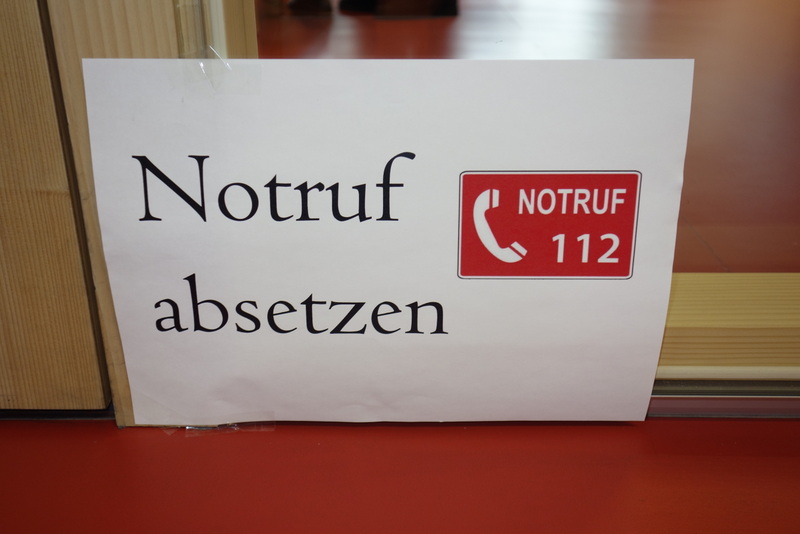 Notruf
absetzen
NOTRUF
112